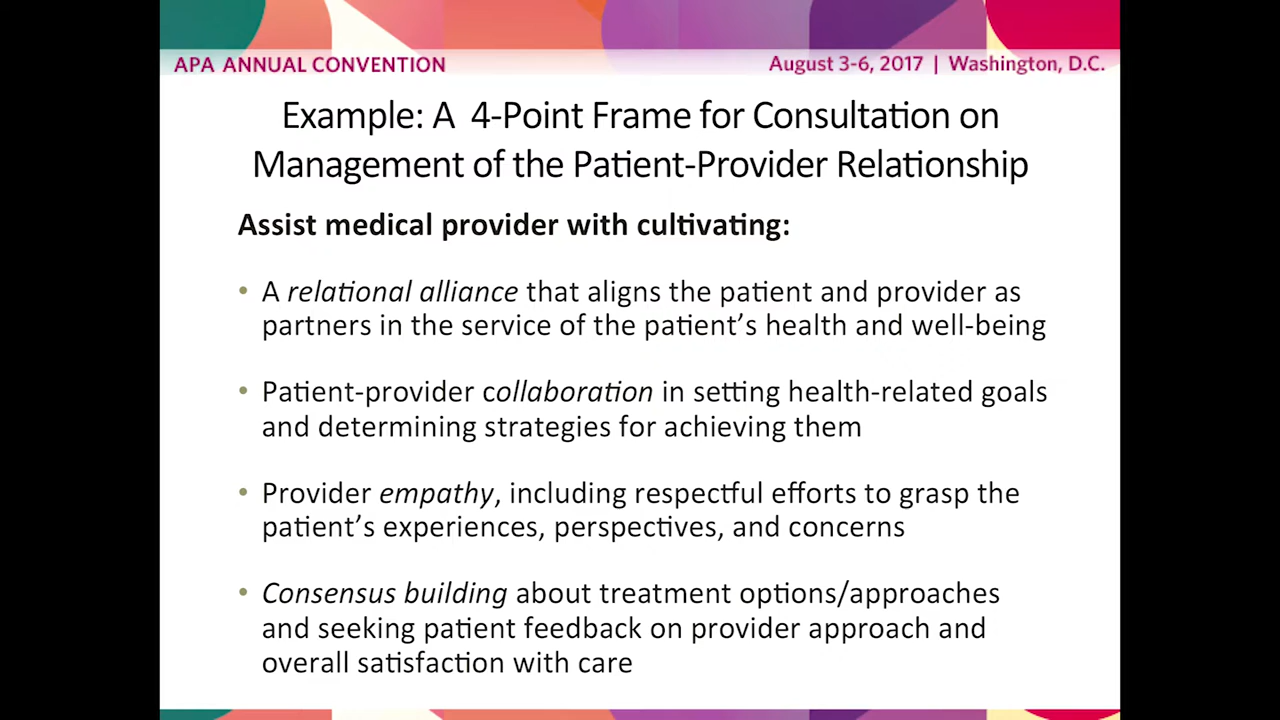 APA ANNUAL CONVENTION August 3-6, 2017 | Washington, D.C.
Example: A 4-Point Frame for Consultation on
Management of the Patient-Provider Relationship
Assist medical provider with cultivating:
• A relational alliance that aligns the patient and provider as
partners in the service of the patient’s health and well-being
• Patient-provider collaboration in setting health-related goals
and determining strategies for achieving them
• Provider empathy, including respectful efforts to grasp the
patient’s experiences, perspectives, and concerns
• Consensus building about treatment options/approaches
and seeking patient feedback on provider approach and
overall satisfaction with care